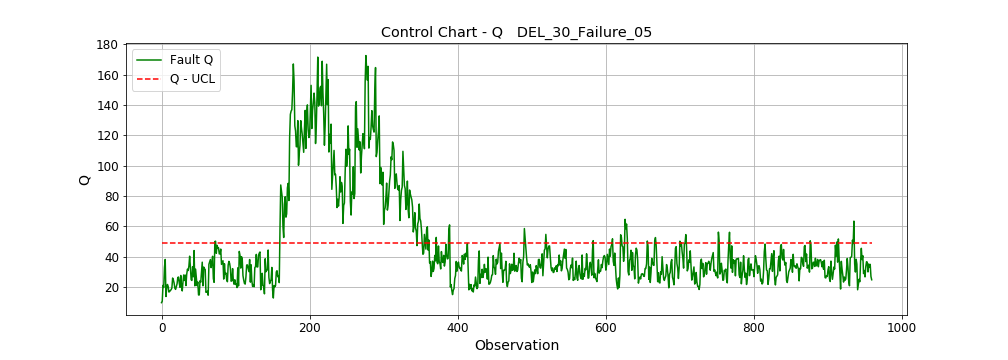 Control Chart - Q   DEL_30_Failure_05
Fault Q
Q - UCL
180
160
140
120
100
80
60
40
20
Q
0 200 400 600 800 1000
Observation